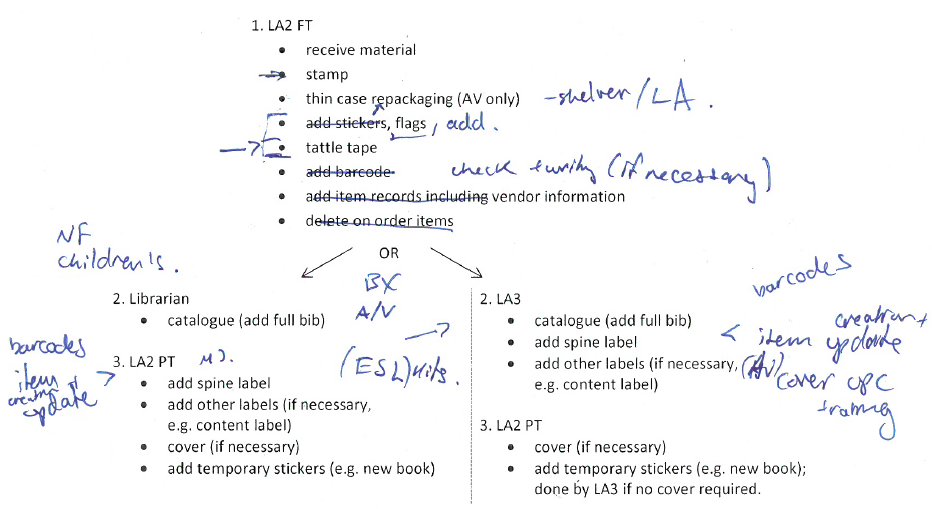 1. LA2 FT
• receive material
• stamp
• thin case repackaging (AV only) -shelver/LA.
• add stickers, flags, add.
• tattle tape
• add barcode check (if necessary)
• add item records including vendor information
• delete on order items
OR
NF
children's.
BX
A/V
(ESL) kits.
2. Librarian
• catalogue (add full bib)
barcodes
item
creation +
update
3. LA2 PT
• add spine label
• add other labels (if necessary,
e.g. content label)
• cover (if necessary)
• add temporary stickers (e.g. new book)
barcodes
2. LA3
• catalogue (add full bib)
• add spine label
• add other labels (if necessary,
e.g. content label)
creation +
item update
(AV)
cover UPC
training
3. LA2 PT
• cover (if necessary)
• add temporary stickers (e.g. new book);
done by LA3 if no cover required.